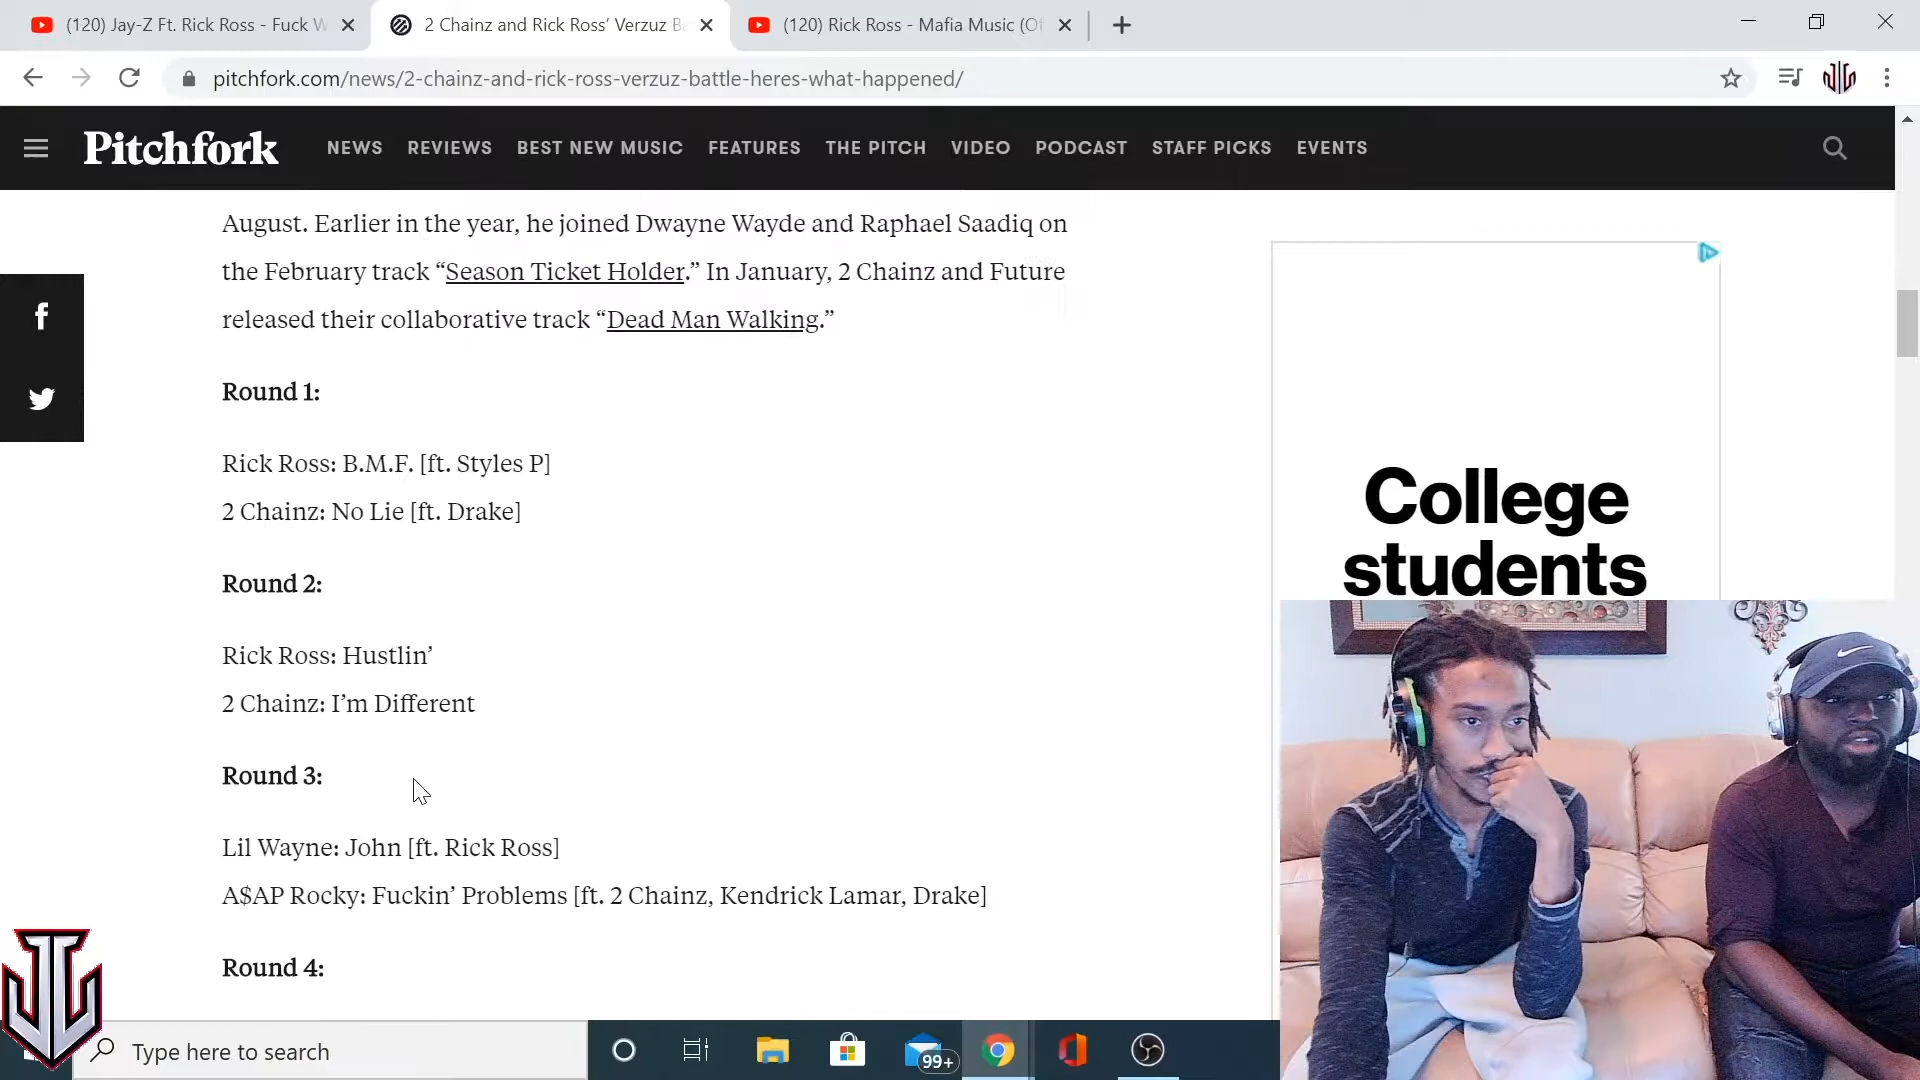 (120) Jay-Z Ft. Rick Ross - Fuck W
2 Chainz and Rick Ross’ Verzuz B
(120) Rick Ross - Mafia Music (Of
pitchfork.com/news/2-chainz-and-rick-ross-verzuz-battle-heres-what-happened/
Pitchfork NEWS REVIEWS BEST NEW MUSIC FEATURES THE PITCH VIDEO PODCAST STAFF PICKS EVENTS
August. Earlier in the year, he joined Dwayne Wayde and Raphael Saadiq on
the February track “Season Ticket Holder.” In January, 2 Chainz and Future
released their collaborative track “Dead Man Walking.”
Round 1:
Rick Ross: B.M.F. [ft. Styles P]
2 Chainz: No Lie [ft. Drake]
Round 2:
Rick Ross: Hustlin’
2 Chainz: I’m Different
Round 3:
Lil Wayne: John [ft. Rick Ross]
A$AP Rocky: Fuckin’ Problems [ft. 2 Chainz, Kendrick Lamar, Drake]
Round 4:
College
students
Type here to search
99+